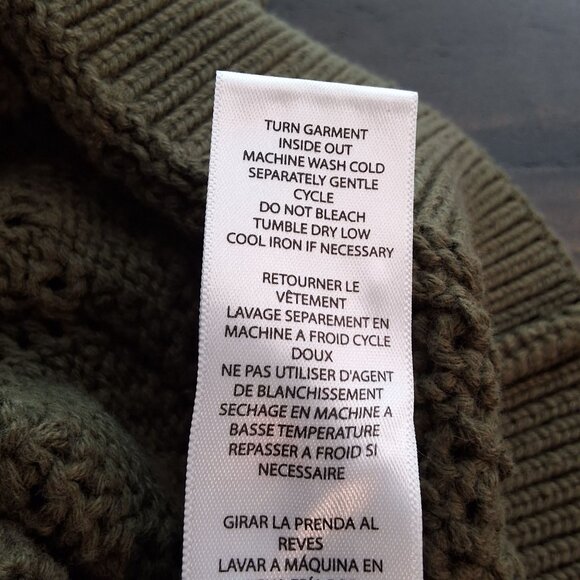 TURN GARMENT
INSIDE OUT
MACHINE WASH COLD
SEPARATELY GENTLE
CYCLE
DO NOT BLEACH
TUMBLE DRY LOW
COOL IRON IF NECESSARY
RETOURNER LE
VÊTEMENT
LAVAGE SEPAREMENT EN
MACHINE A FROID CYCLE
DOUX
NE PAS UTILISER D'AGENT
DE BLANCHISSEMENT
SECHAGE EN MACHINE A
BASSE TEMPERATURE
REPASSER A FROID SI
NECESSAIRE
GIRAR LA PRENDA AL
REVES
LAVAR A MÁQUINA EN